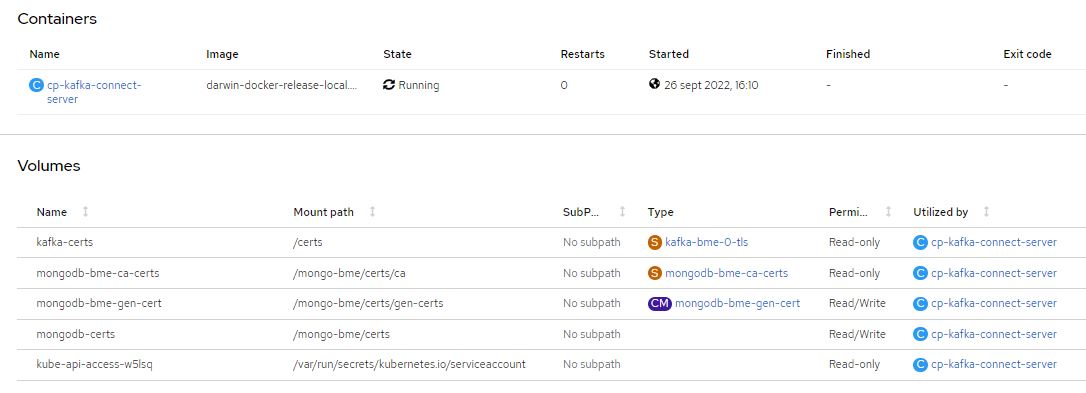 Containers
Name Image State Restarts Started Finished Exit code
C cp-kafka-connect-server darwin-docker-release-local.... Running 0 26 sept 2022, 16:10 - -
Volumes
Name Mount path SubP... Type Permi... Utilized by
kafka-certs /certs No subpath S kafka-bme-0-tls Read-only C cp-kafka-connect-server
mongodb-bme-ca-certs /mongo-bme/certs/ca No subpath S mongodb-bme-ca-certs Read-only C cp-kafka-connect-server
mongodb-bme-gen-cert /mongo-bme/certs/gen-certs No subpath CM mongodb-bme-gen-cert Read/Write C cp-kafka-connect-server
mongodb-certs /mongo-bme/certs No subpath Read/Write C cp-kafka-connect-server
kube-api-access-w5lsq /var/run/secrets/kubernetes.io/serviceaccount No subpath Read-only C cp-kafka-connect-server